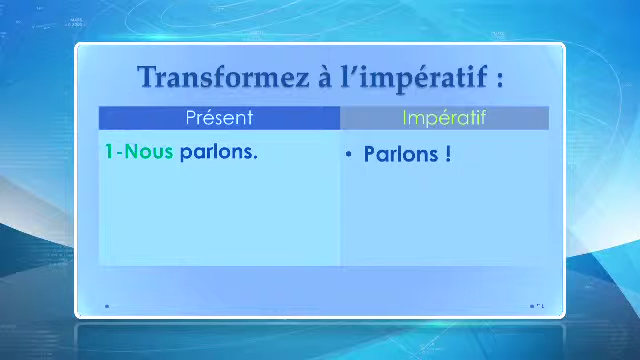 Transformez à l'impératif :
Présent
Impératif
1-Nous parlons.
• Parlons !